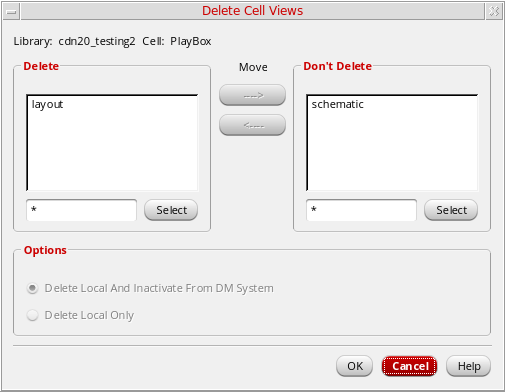 Delete Cell Views
Library: cdn20_testing2 Cell: PlayBox
Delete
Move
Don't Delete
layout
---->
<----
schematic
*
Select
*
Select
Options
Delete Local And Inactivate From DM System
Delete Local Only
OK
Cancel
Help